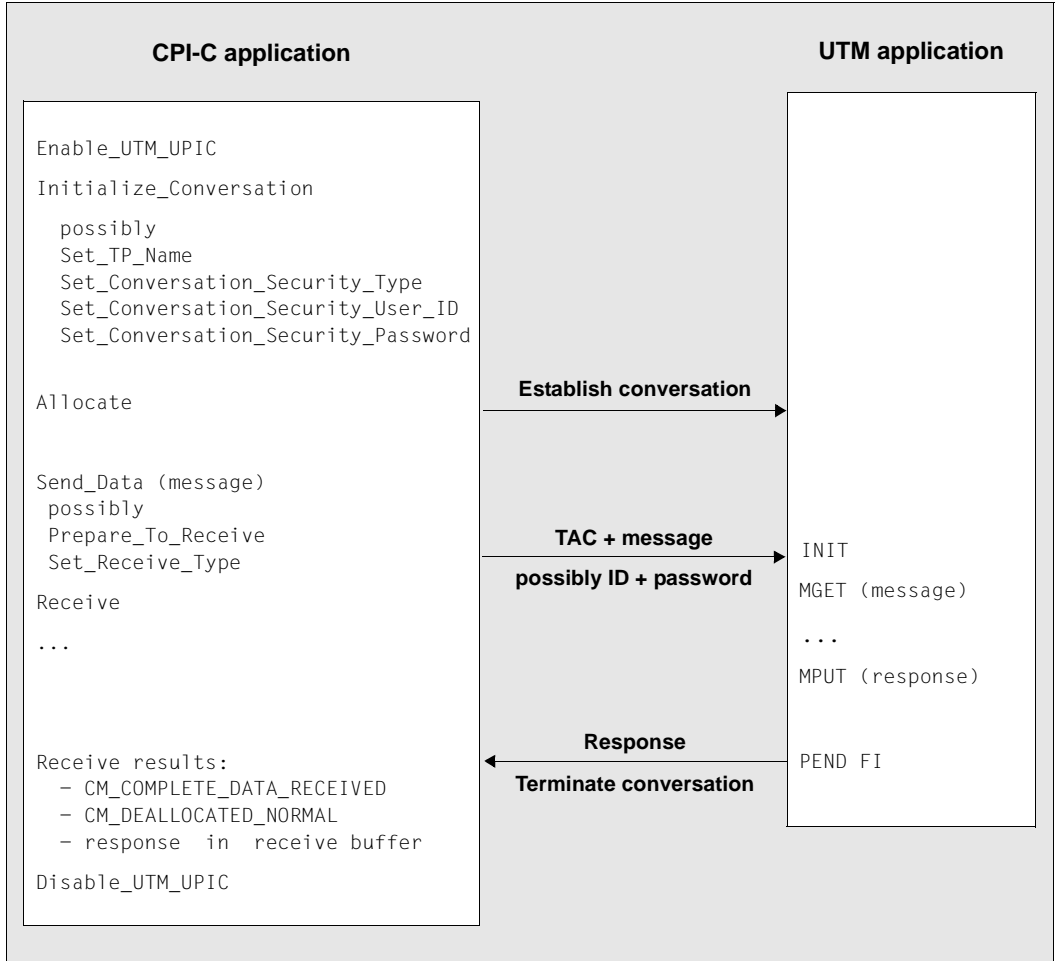 CPI-C application
UTM application
Enable_UTM_UPIC
Initialize_Conversation
possibly
Set_TP_Name
Set_Conversation_Security_Type
Set_Conversation_Security_User_ID
Set_Conversation_Security_Password
Allocate
Establish conversation
Send_Data (message)
possibly
Prepare_To_Receive
Set_Receive_Type
Receive
...
TAC + message
possibly ID + password
INIT
MGET (message)
...
MPUT (response)
Response
Terminate conversation
PEND FI
Receive results:
– CM_COMPLETE_DATA_RECEIVED
– CM_DEALLOCATED_NORMAL
– response in receive buffer
Disable_UTM_UPIC